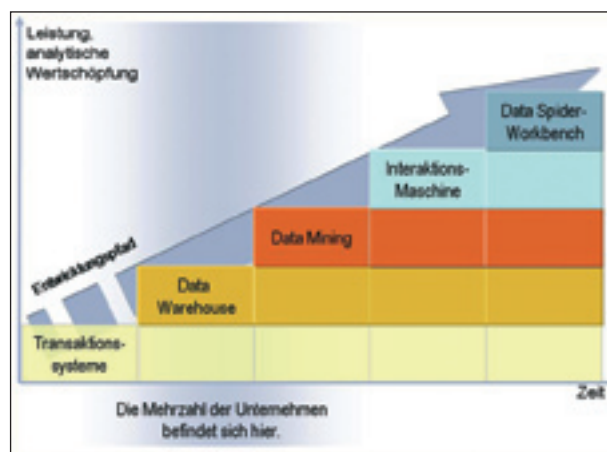 Leistung,
analytische
Wertschöpfung
Data Spider-
Workbench
Interaktions-
Maschine
Data Mining
Entwicklungspfad
Data
Warehouse
Transaktions-
systeme
Zeit
Die Mehrzahl der Unternehmen
befindet sich hier.